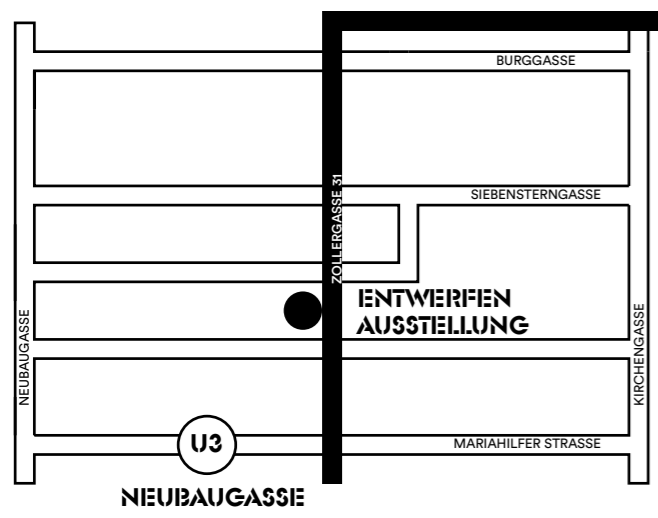 BURGGASSE
SIEBENSTERNGASSE
ZOLLERGASSE 31
ENTWERFEN
AUSSTELLUNG
NEUBAUGASSE
KIRCHENGASSE
U3
MARIAHILFER STRASSE
NEUBAUGASSE